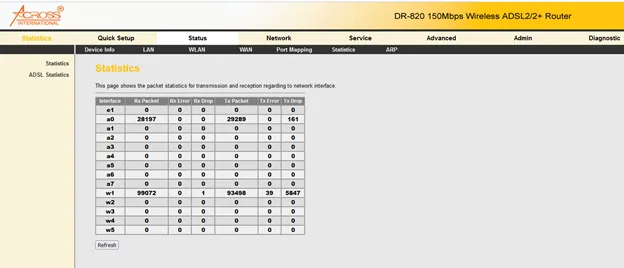 ACROSS
INTERNATIONAL
DR-820 150Mbps Wireless ADSL2/2+ Router
Statistics Quick Setup Status Network Service Advanced Admin Diagnostic
Device Info LAN WLAN WAN Port Mapping Statistics ARP
Statistics
ADSL Statistics
Statistics
This page shows the packet statistics for transmission and reception regarding to network interface.
Interface Rx Packet Rx Error Rx Drop Tx Packet Tx Error Tx Drop
e1 0 0 0 0 0 0
a0 28197 0 0 29289 0 161
a1 0 0 0 0 0 0
a2 0 0 0 0 0 0
a3 0 0 0 0 0 0
a4 0 0 0 0 0 0
a5 0 0 0 0 0 0
a6 0 0 0 0 0 0
a7 0 0 0 0 0 0
w1 99072 0 1 93498 39 5847
w2 0 0 0 0 0 0
w3 0 0 0 0 0 0
w4 0 0 0 0 0 0
w5 0 0 0 0 0 0
Refresh